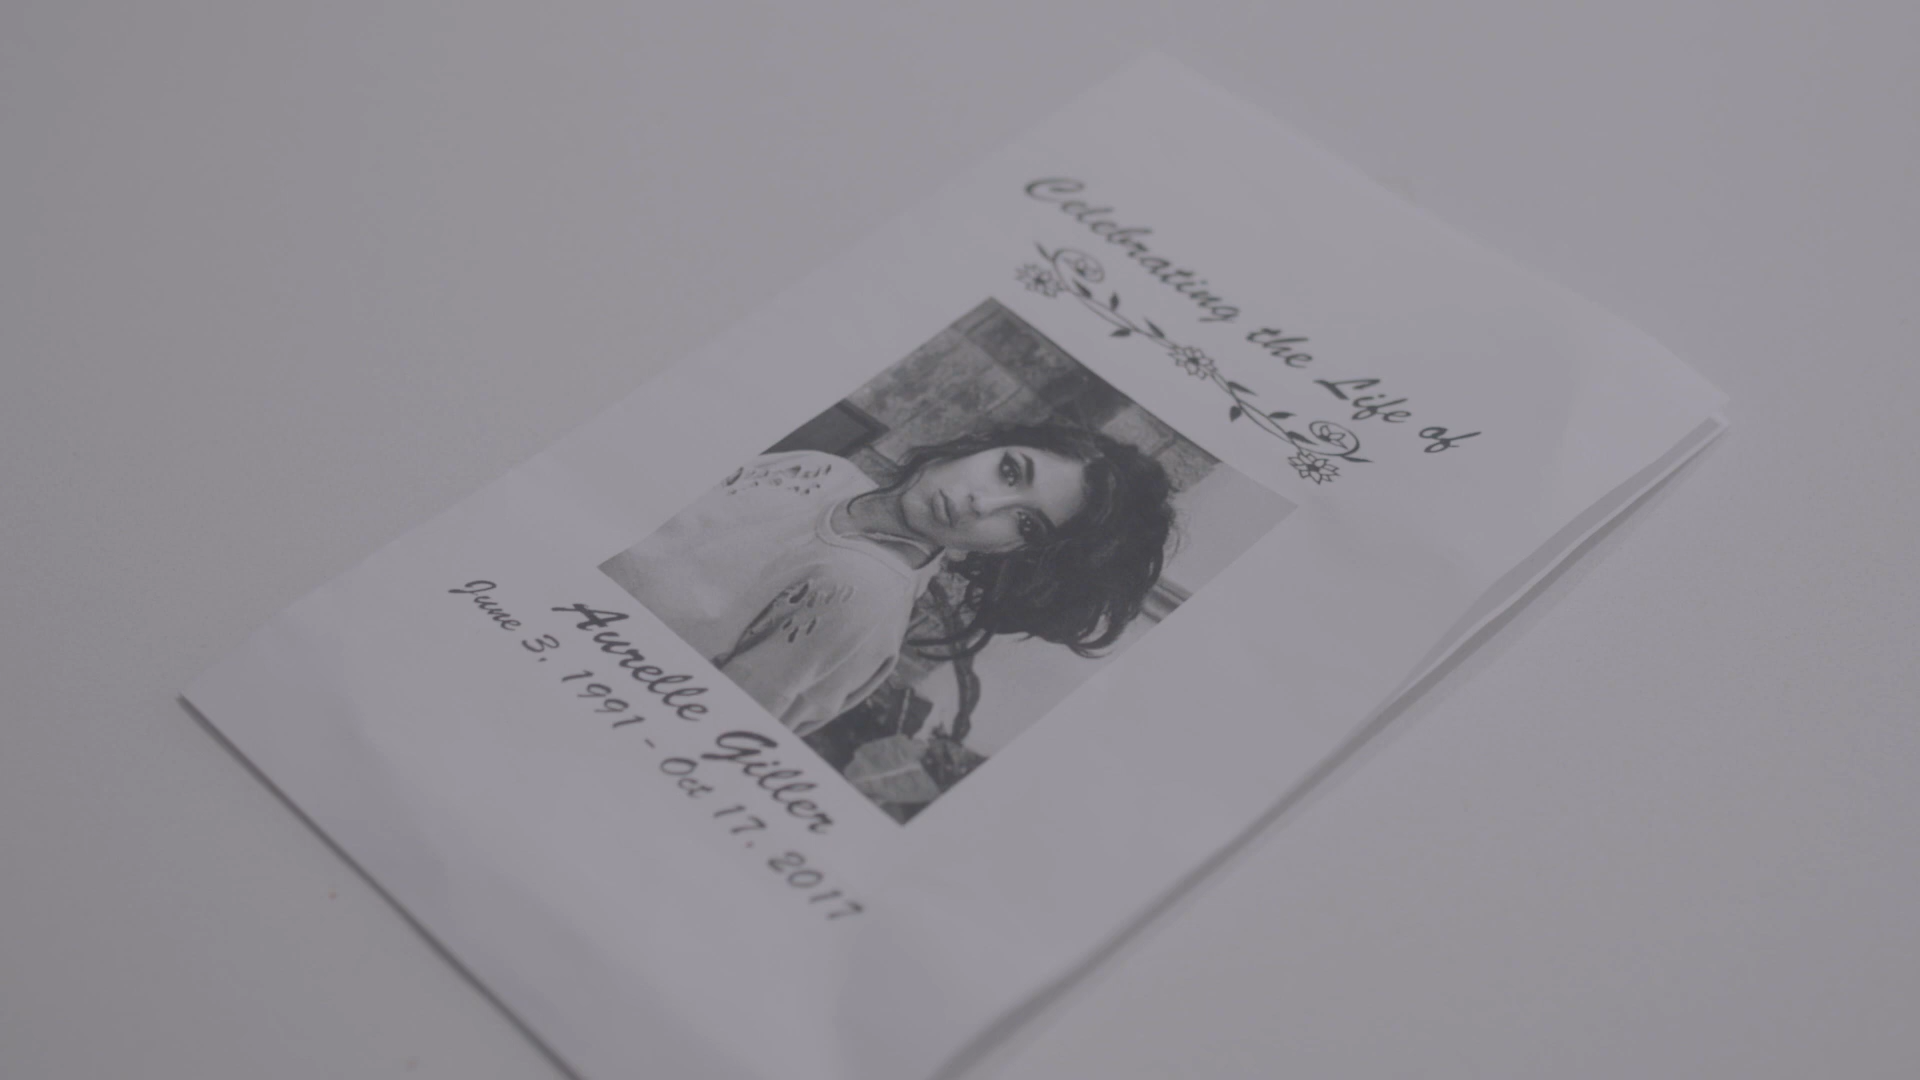 Celebrating the Life of
Aurelle Giller
June 3, 1991 - Oct 17, 2017